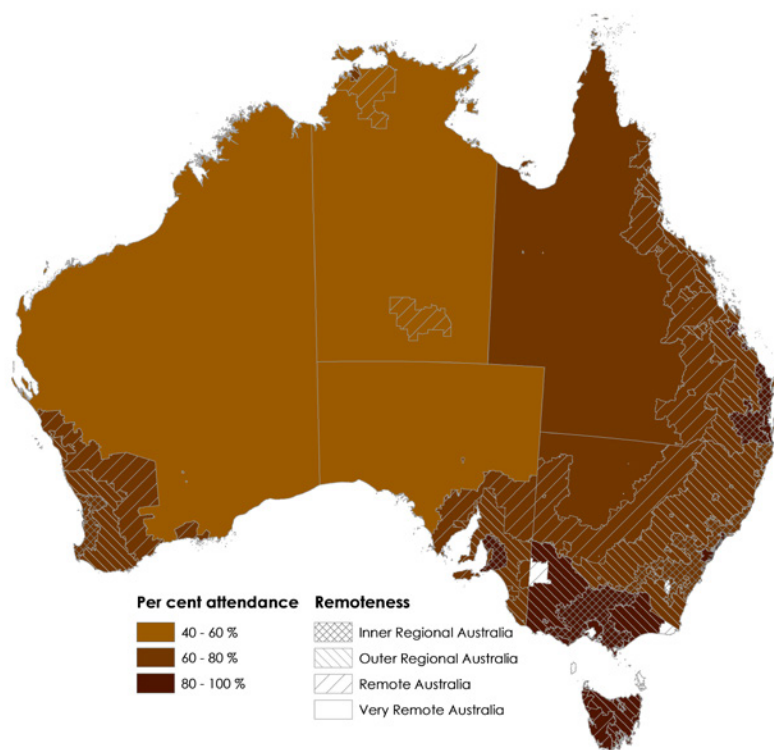 Per cent attendance
40 - 60 %
60 - 80 %
80 - 100 %
Remoteness
Inner Regional Australia
Outer Regional Australia
Remote Australia
Very Remote Australia